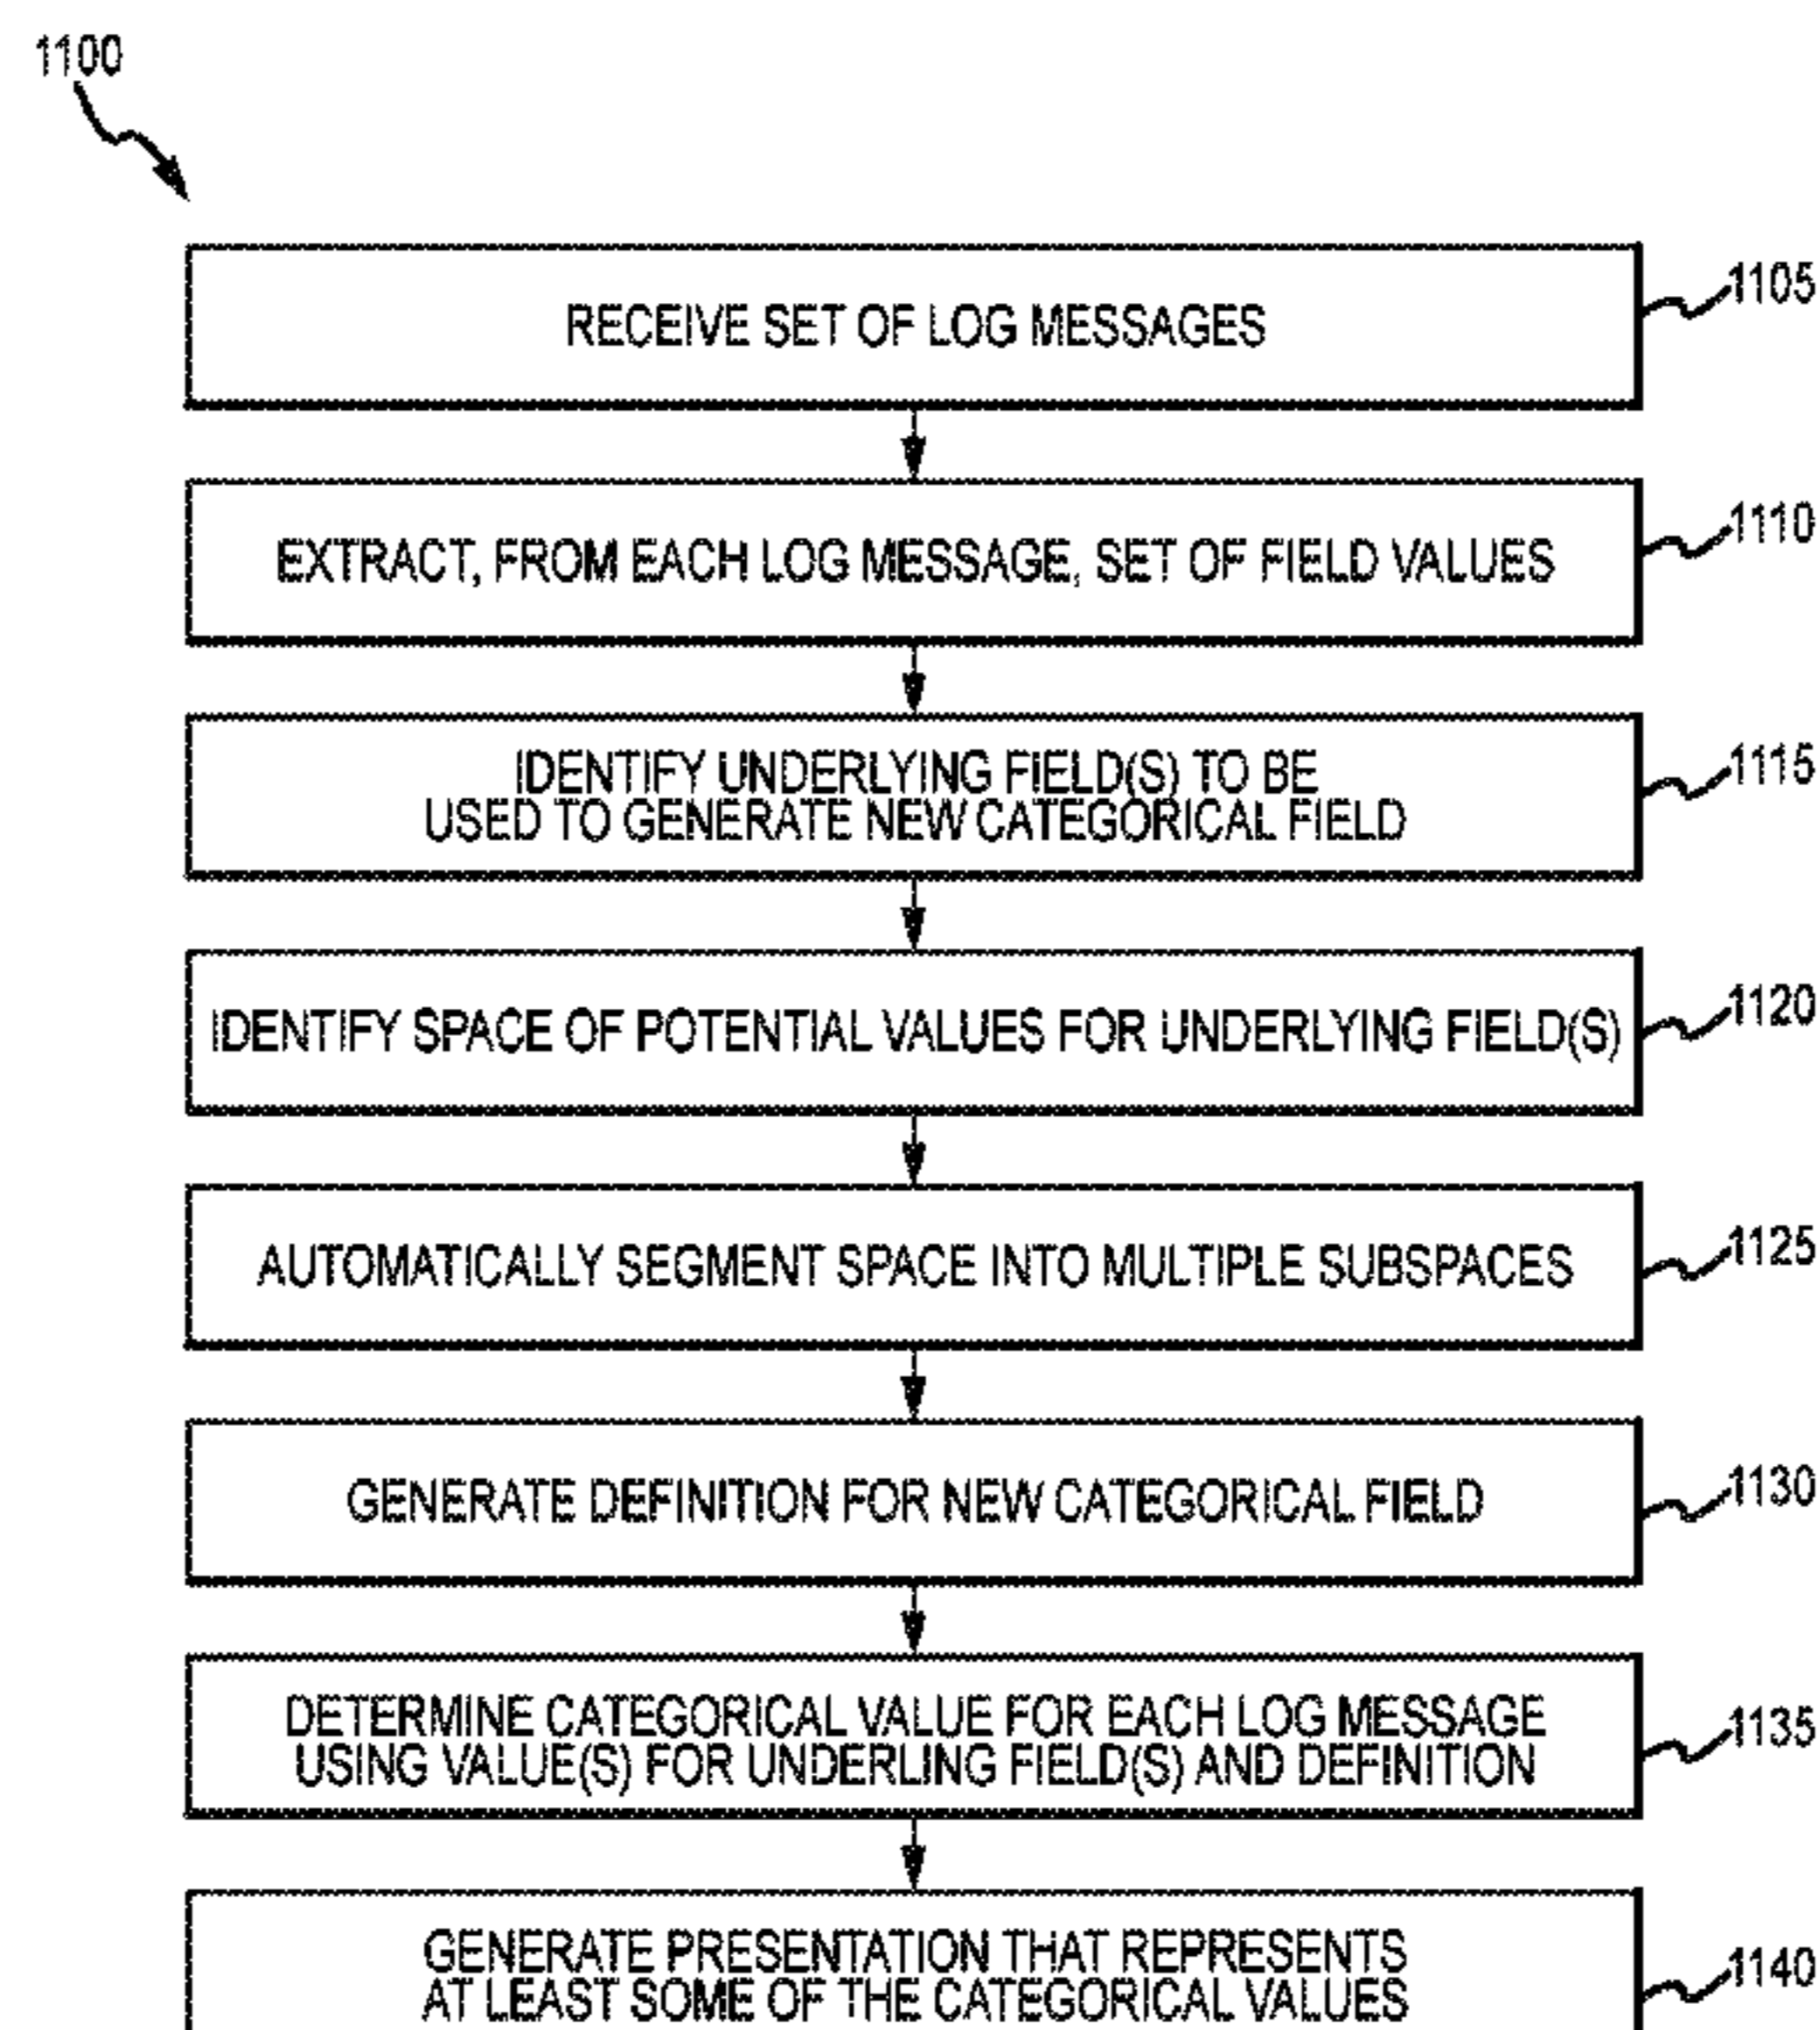 1100
RECEIVE SET OF LOG MESSAGES
1105
EXTRACT, FROM EACH LOG MESSAGE, SET OF FIELD VALUES
1110
IDENTIFY UNDERLYING FIELD(S) TO BE
USED TO GENERATE NEW CATEGORICAL FIELD
1115
IDENTIFY SPACE OF POTENTIAL VALUES FOR UNDERLYING FIELD(S)
1120
AUTOMATICALLY SEGMENT SPACE INTO MULTIPLE SUBSPACES
1125
GENERATE DEFINITION FOR NEW CATEGORICAL FIELD
1130
DETERMINE CATEGORICAL VALUE FOR EACH LOG MESSAGE
USING VALUE(S) FOR UNDERLING FIELD(S) AND DEFINITION
1135
GENERATE PRESENTATION THAT REPRESENTS
AT LEAST SOME OF THE CATEGORICAL VALUES
1140